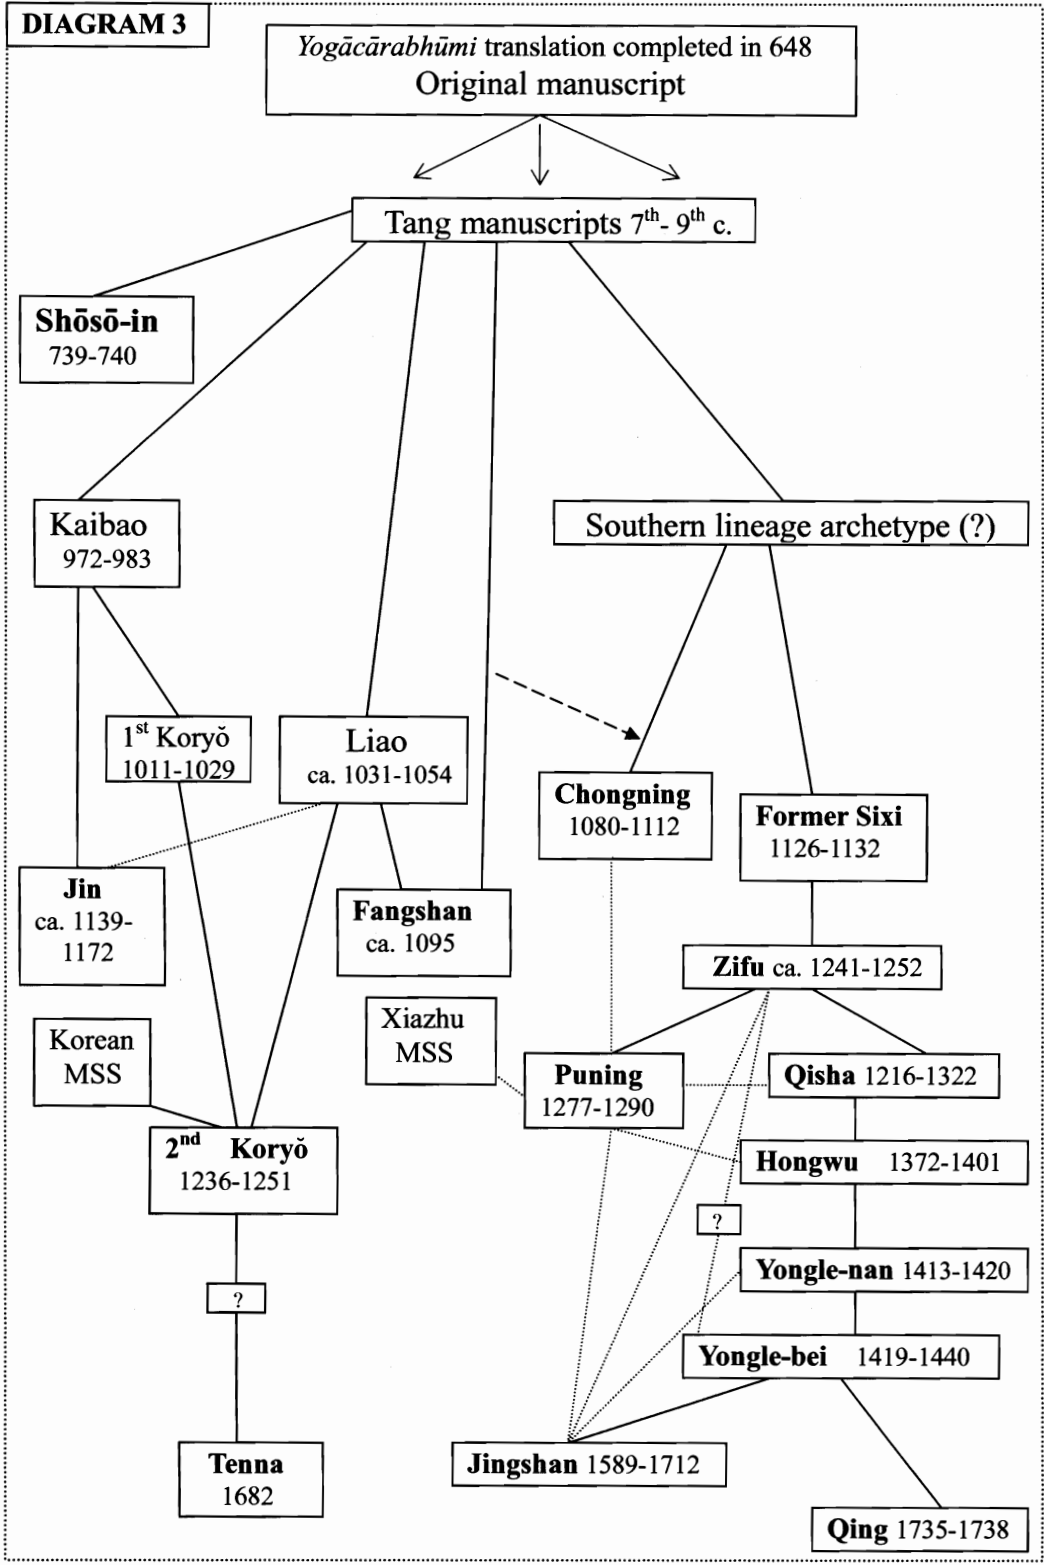 DIAGRAM 3
Yogācārabhūmi translation completed in 648
Original manuscript
Tang manuscripts 7th- 9th c.
Shōsō-in
739-740
Kaibao
972-983
Southern lineage archetype (?)
1st Koryŏ
1011-1029
Liao
ca. 1031-1054
Chongning
1080-1112
Former Sixi
1126-1132
Jin
ca. 1139-
1172
Fangshan
ca. 1095
Zifu ca. 1241-1252
Korean
MSS
Xiazhu
MSS
Puning
1277-1290
Qisha 1216-1322
2nd Koryŏ
1236-1251
Hongwu 1372-1401
?
Yongle-nan 1413-1420
?
Yongle-bei 1419-1440
Tenna
1682
Jingshan 1589-1712
Qing 1735-1738